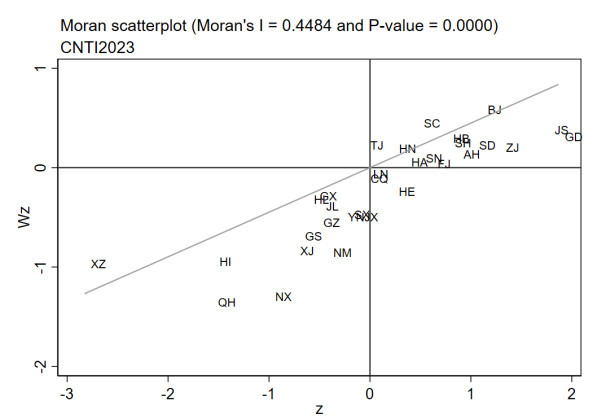 Moran scatterplot (Moran's I = 0.4484 and P-value = 0.0000)
CNTI2023
1
BJ
SC
JS
GD
HB
SH
TJ
SD
HN
ZJ
AH
SN
HA
FJ
0
LN
CQ
HE
GX
HL
JL
SX
YN
JX
GZ
GS
XJ
NM
HI
XZ
-1
NX
QH
-2
Wz
-3
-2
-1
0
1
2
z